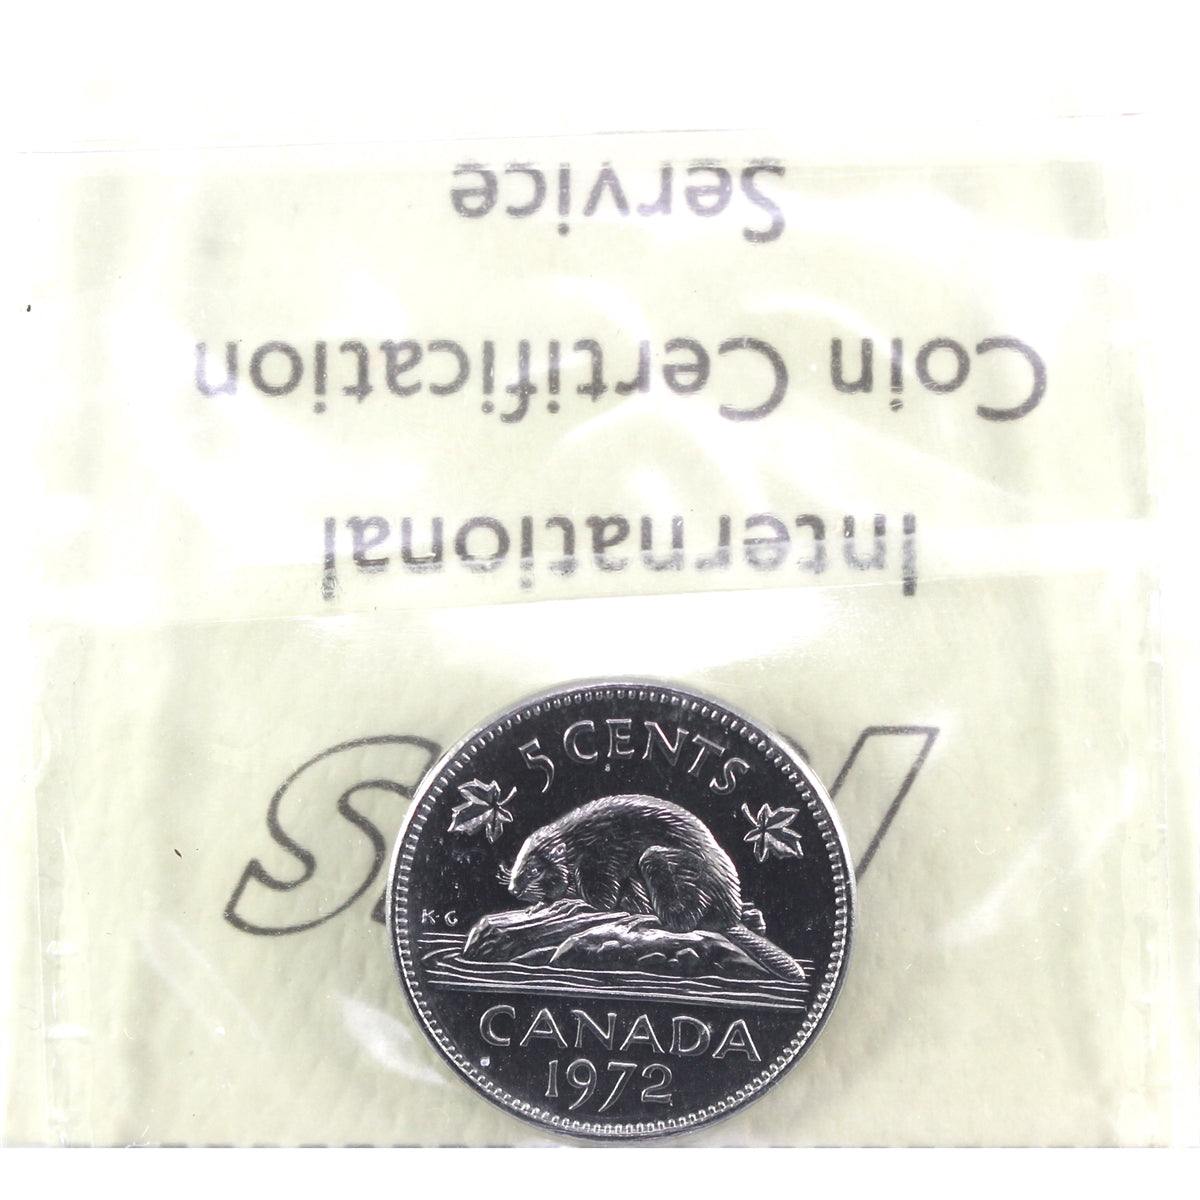 International
Coin Certification
Service
5 CENTS
K·G
CANADA
1972